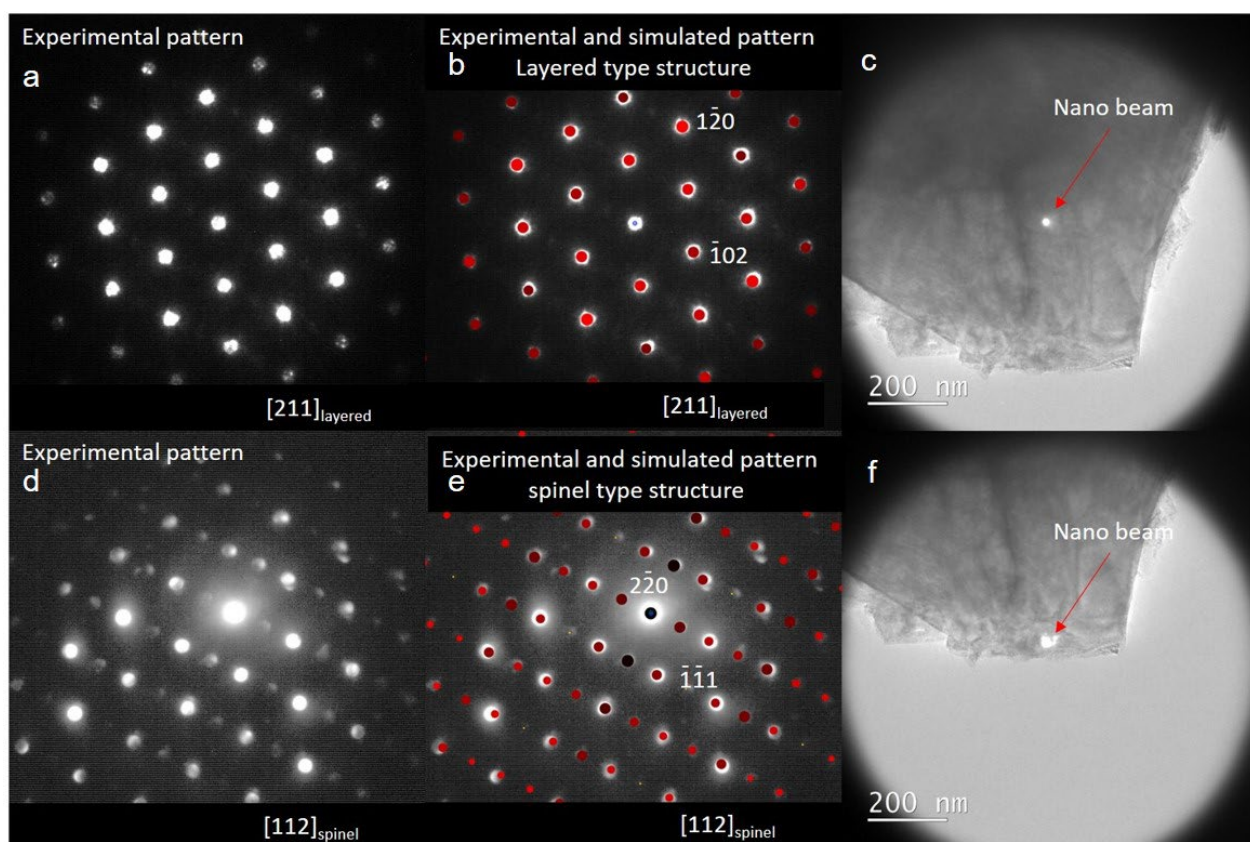 Experimental pattern
a
Experimental and simulated pattern
Layered type structure
b
1̄20
1̄02
c
Nano beam
200 nm
[211]layered
[211]layered
Experimental pattern
d
Experimental and simulated pattern
spinel type structure
e
22̄0
1̄1̄1
f
Nano beam
200 nm
[112]spinel
[112]spinel